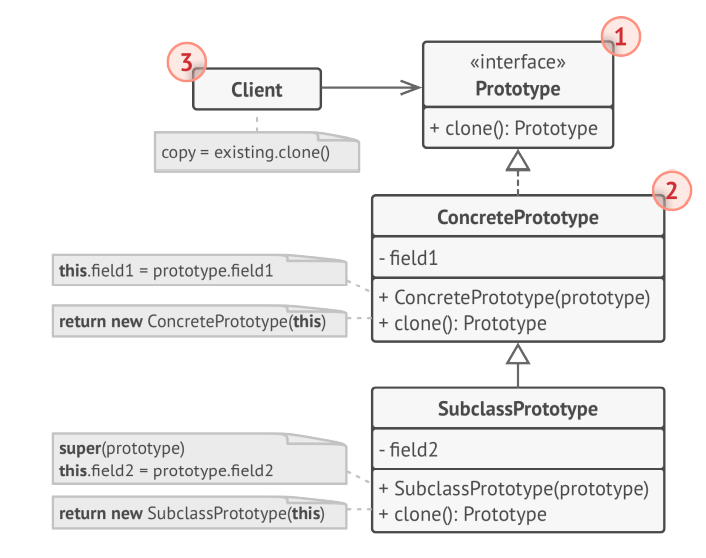 1
3
«interface»
Prototype
Client
+ clone(): Prototype
copy = existing.clone()
2
ConcretePrototype
- field1
this.field1 = prototype.field1
+ ConcretePrototype(prototype)
return new ConcretePrototype(this)
+ clone(): Prototype
SubclassPrototype
- field2
super(prototype)
this.field2 = prototype.field2
+ SubclassPrototype(prototype)
return new SubclassPrototype(this)
+ clone(): Prototype